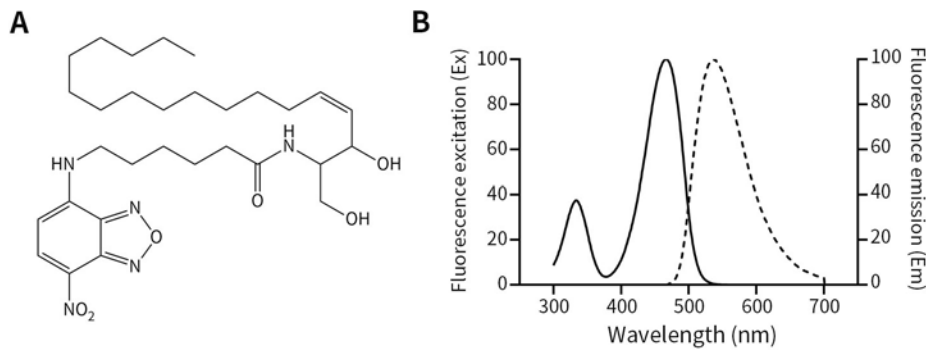 A
HN
H
N
O
OH
OH
N
O
N
NO2
B
Fluorescence excitation (Ex)
100
80
60
40
20
0
100
80
60
40
20
0
Fluorescence emission (Em)
300 400 500 600 700
Wavelength (nm)